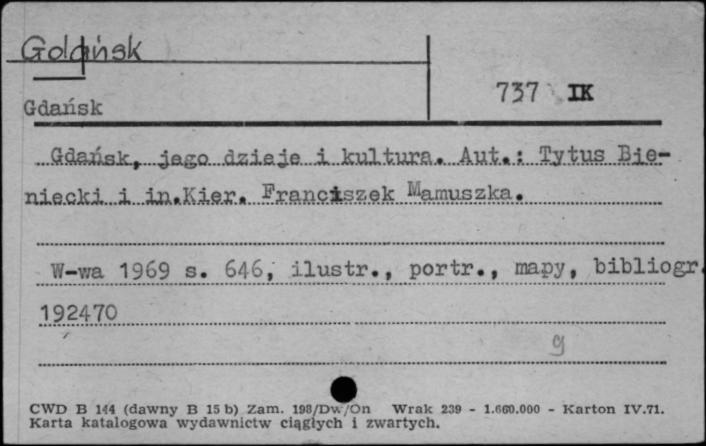 Gdańsk
737 IK
Gdańsk
Gdańsk, jego dzieje i kultura. Aut.: Tytus Bie-
niecki i in.Kier. Franciszek Mamuszka.
W-wa 1969 s. 646, ilustr., portr., mapy, bibliogr.
192470
g
CWD B 144 (dawny B 15 b) Zam. 198/Dw/On Wrak 239 - 1.660.000 - Karton IV.71.
Karta katalogowa wydawnictw ciągłych i zwartych.